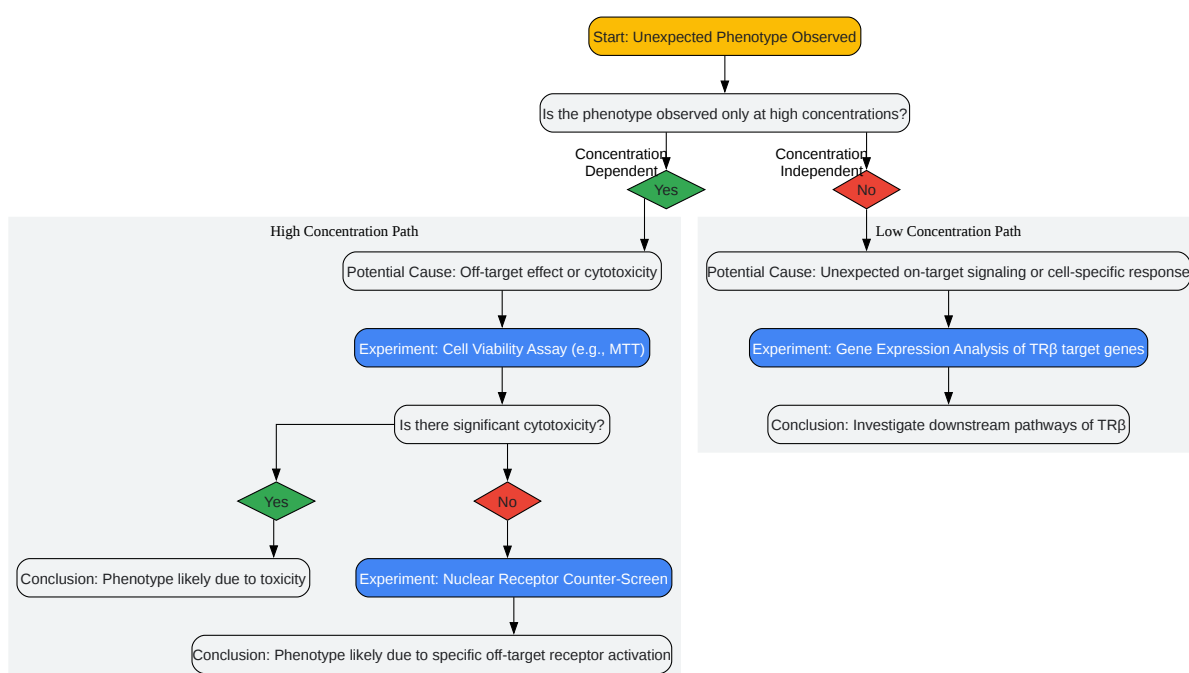 Start: Unexpected Phenotype Observed
Is the phenotype observed only at high concentrations?
Concentration
Dependent
Concentration
Independent
Yes
No
High Concentration Path
Low Concentration Path
Potential Cause: Off-target effect or cytotoxicity
Potential Cause: Unexpected on-target signaling or cell-specific response
Experiment: Cell Viability Assay (e.g., MTT)
Experiment: Gene Expression Analysis of TRβ target genes
Is there significant cytotoxicity?
Conclusion: Investigate downstream pathways of TRβ
Yes
No
Conclusion: Phenotype likely due to toxicity
Experiment: Nuclear Receptor Counter-Screen
Conclusion: Phenotype likely due to specific off-target receptor activation